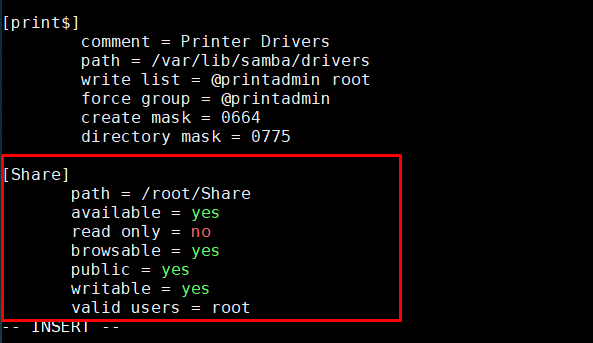 [print$]
comment = Printer Drivers
path = /var/lib/samba/drivers
write list = @printadmin root
force group = @printadmin
create mask = 0664
directory mask = 0775
[Share]
path = /root/Share
available = yes
read only = no
browsable = yes
public = yes
writable = yes
valid users = root
-- INSERT --